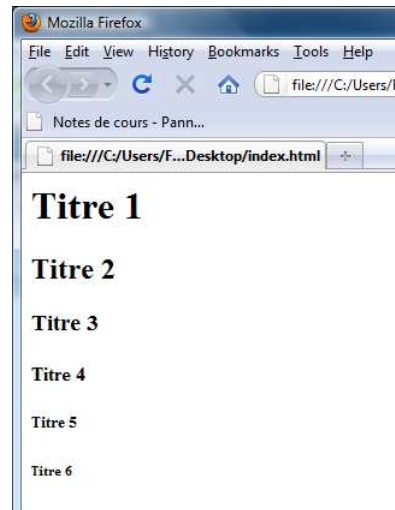 Mozilla Firefox
File Edit View History Bookmarks Tools Help
file:///C:/Users/
Notes de cours - Pann...
file:///C:/Users/F...Desktop/index.html
Titre 1
Titre 2
Titre 3
Titre 4
Titre 5
Titre 6